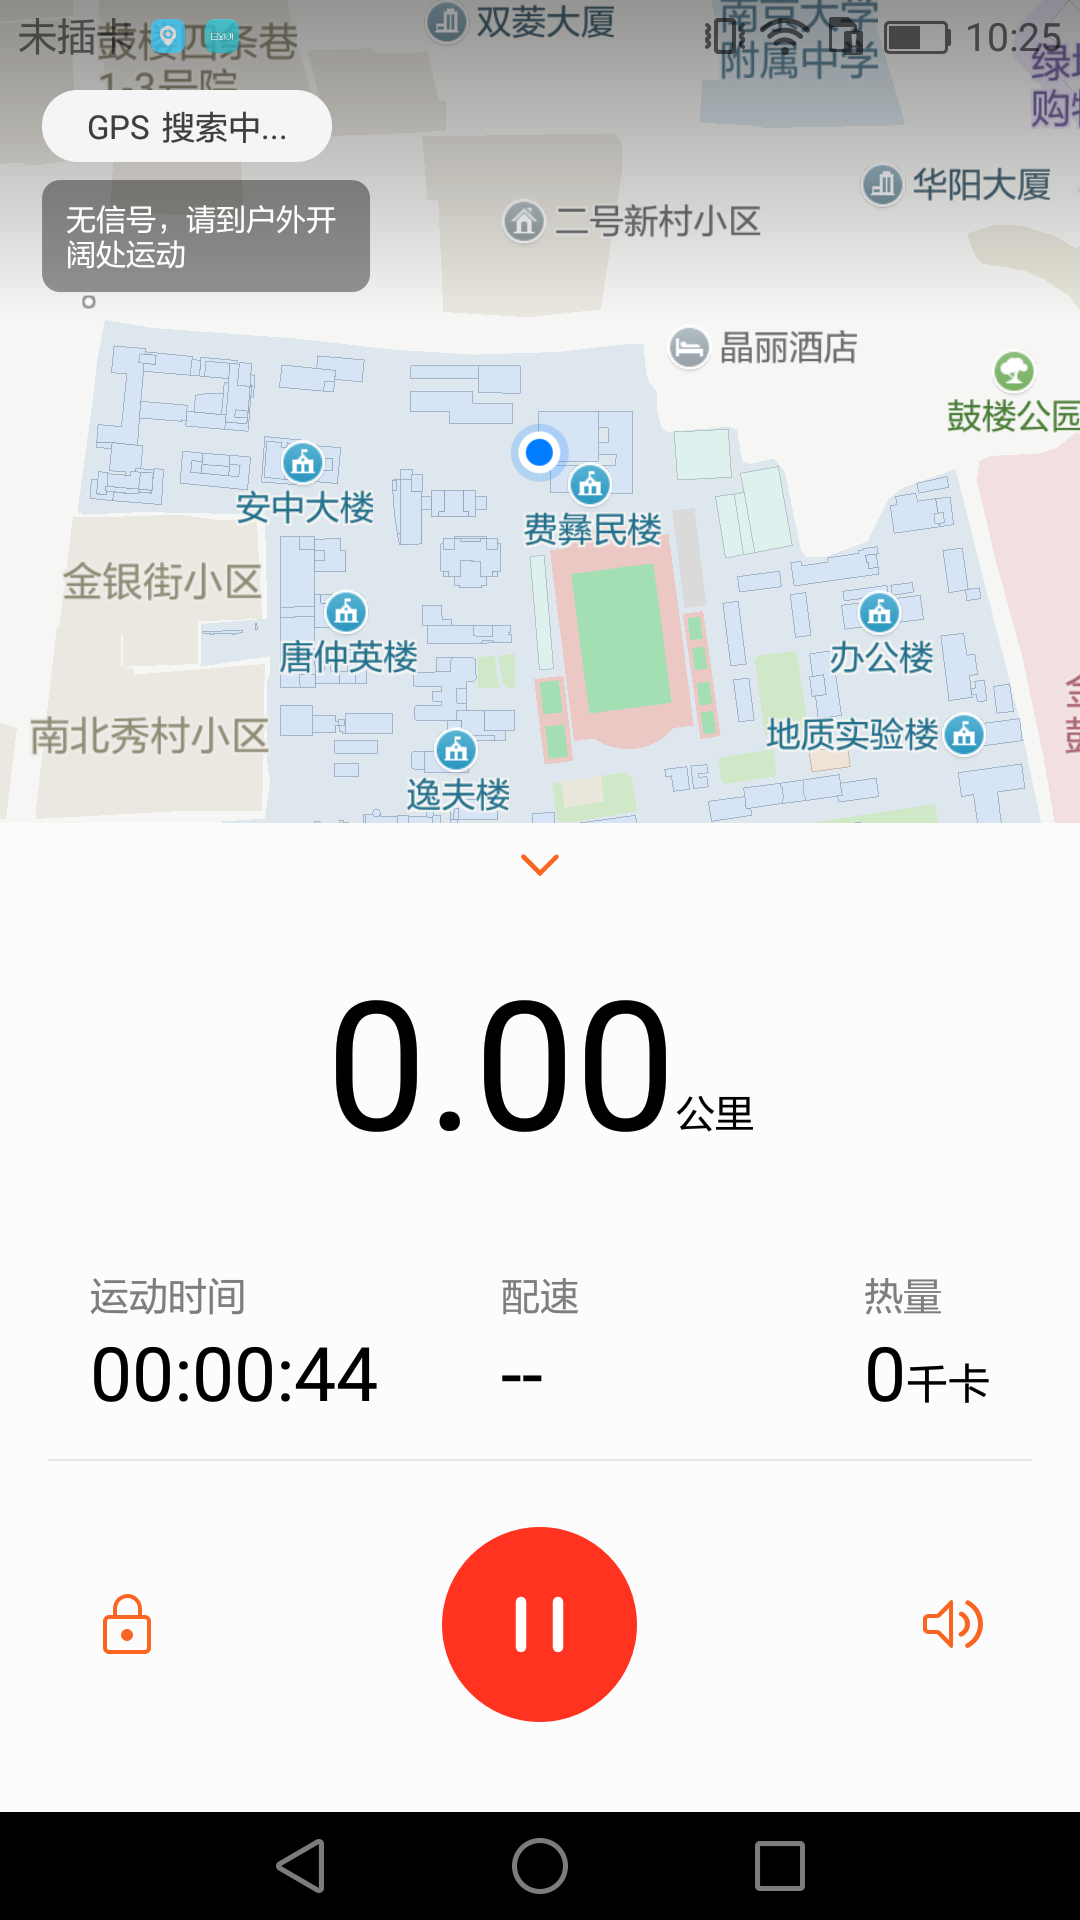 未插卡
EMUI
10:25
鼓楼四条巷
1-3号院
双菱大厦
南京大学
附属中学
购物
GPS 搜索中...
无信号，请到户外开
阔处运动
华阳大厦
二号新村小区
晶丽酒店
鼓楼公园
安中大楼
费彝民楼
金银街小区
唐仲英楼
办公楼
南北秀村小区
地质实验楼
逸夫楼
0.00公里
运动时间
配速
热量
00:00:44
--
0千卡